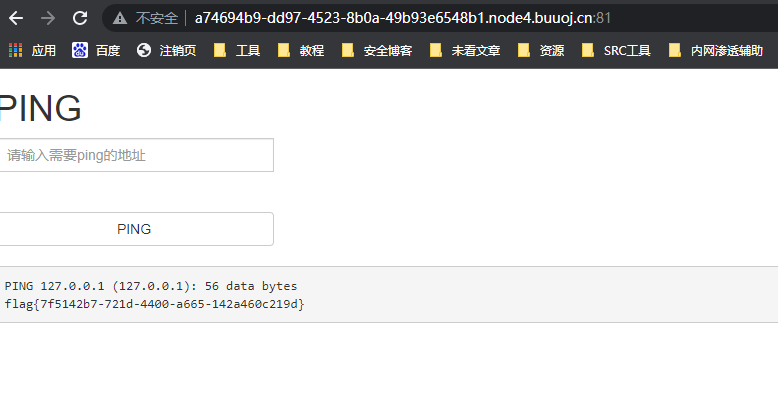 不安全 a74694b9-dd97-4523-8b0a-49b93e6548b1.node4.buuoj.cn:81
应用 百度 注销页 工具 教程 安全博客 未看文章 资源 SRC工具 内网渗透辅助
PING
请输入需要ping的地址
PING
PING 127.0.0.1 (127.0.0.1): 56 data bytes
flag{7f5142b7-721d-4400-a665-142a460c219d}